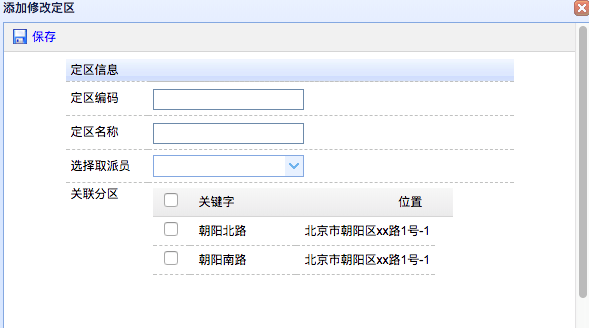 添加修改定区
保存
定区信息
定区编码
定区名称
选择取派员
关联分区
关键字 位置
朝阳北路 北京市朝阳区xx路1号-1
朝阳南路 北京市朝阳区xx路1号-1